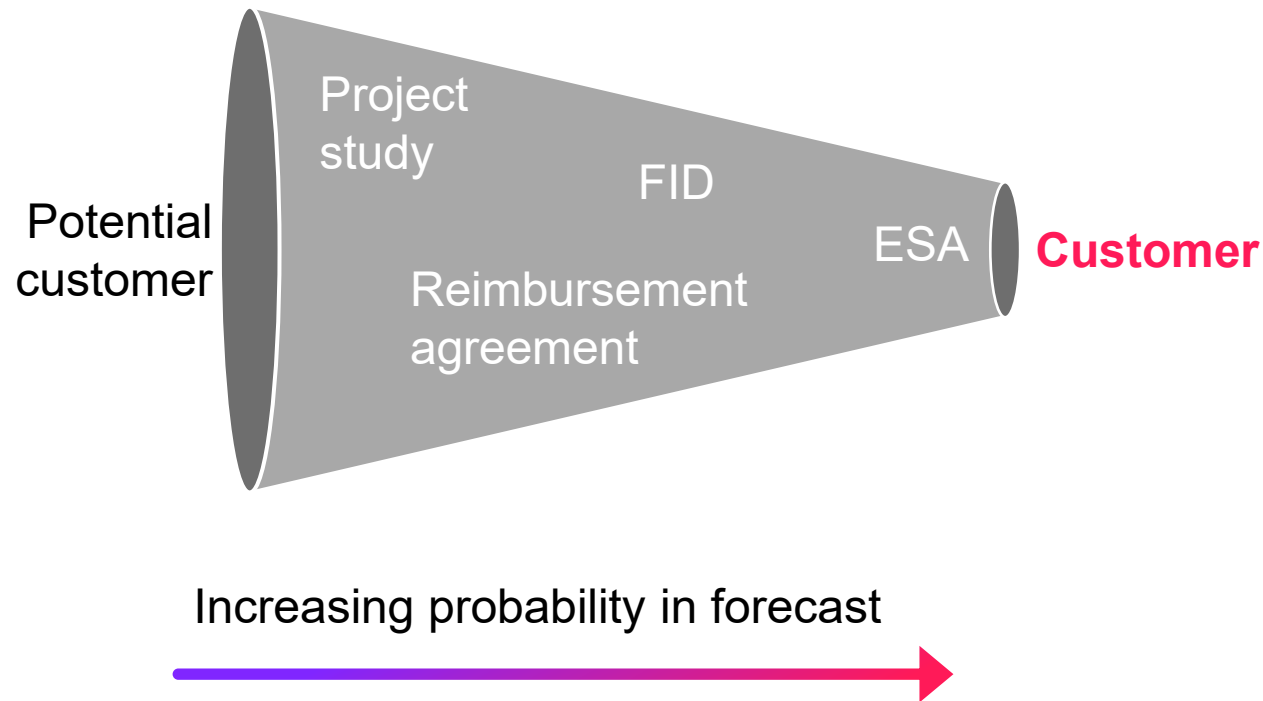 Project
study
FID
Potential
customer
ESA
Customer
Reimbursement
agreement
Increasing probability in forecast